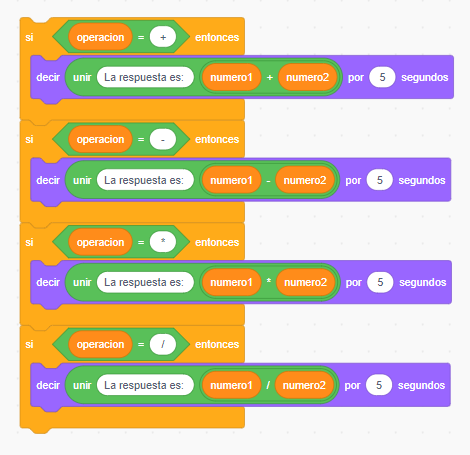 si operacion = + entonces
decir unir La respuesta es: numero1 + numero2 por 5 segundos
si operacion = - entonces
decir unir La respuesta es: numero1 - numero2 por 5 segundos
si operacion = * entonces
decir unir La respuesta es: numero1 * numero2 por 5 segundos
si operacion = / entonces
decir unir La respuesta es: numero1 / numero2 por 5 segundos